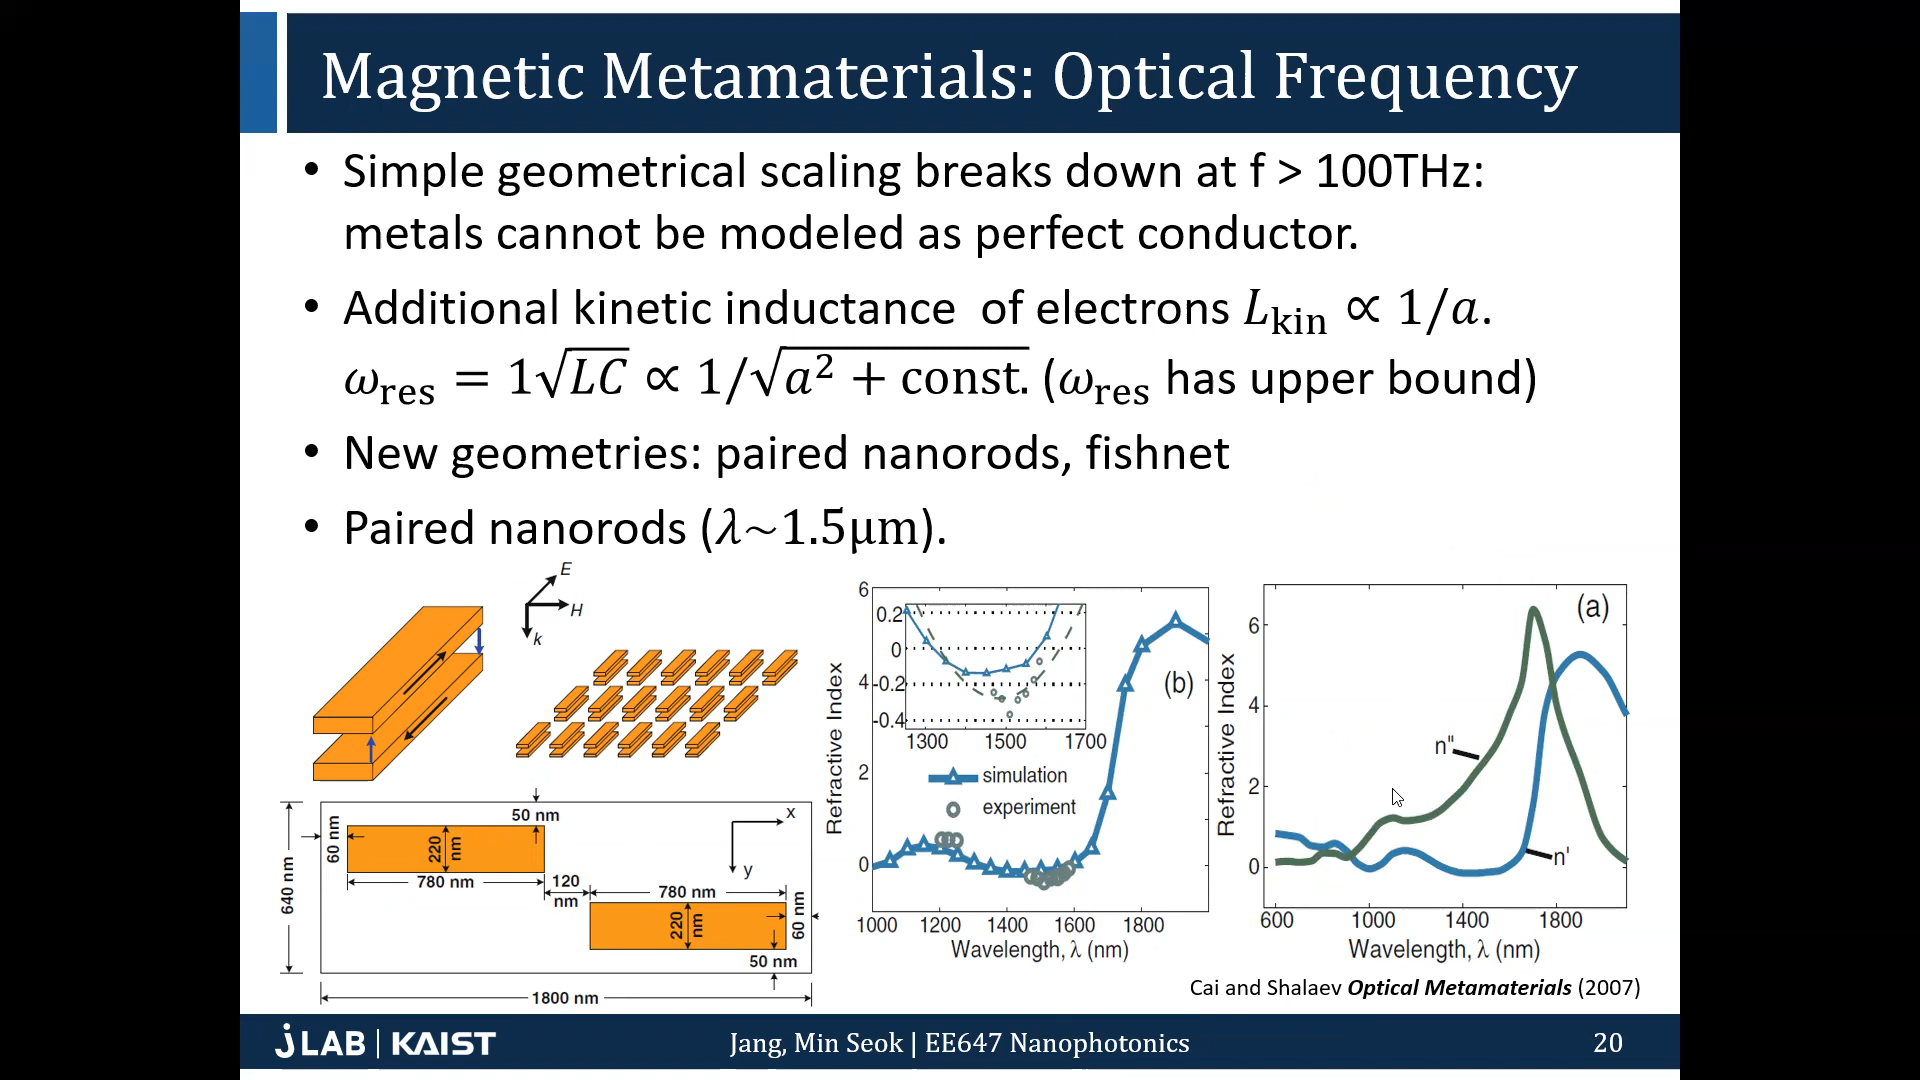 Magnetic Metamaterials: Optical Frequency
• Simple geometrical scaling breaks down at f > 100THz:
metals cannot be modeled as perfect conductor.
• Additional kinetic inductance of electrons L_kin ∝ 1/a.
ω_res = 1√LC ∝ 1/√a² + const. (ω_res has upper bound)
• New geometries: paired nanorods, fishnet
• Paired nanorods (λ~1.5μm).
E
H
k
50 nm
x
60 nm
220 nm
y
640 nm
780 nm
120 nm
780 nm
220 nm
60 nm
50 nm
1800 nm
6
4
2
0
Refractive Index
0.2
0
-0.2
-0.4
1300 1500 1700
(b)
simulation
experiment
1000 1200 1400 1600 1800
Wavelength, λ (nm)
(a)
6
4
2
0
Refractive Index
n"
n'
600 1000 1400 1800
Wavelength, λ (nm)
Cai and Shalaev Optical Metamaterials (2007)
jLAB | KAIST
Jang, Min Seok | EE647 Nanophotonics
20